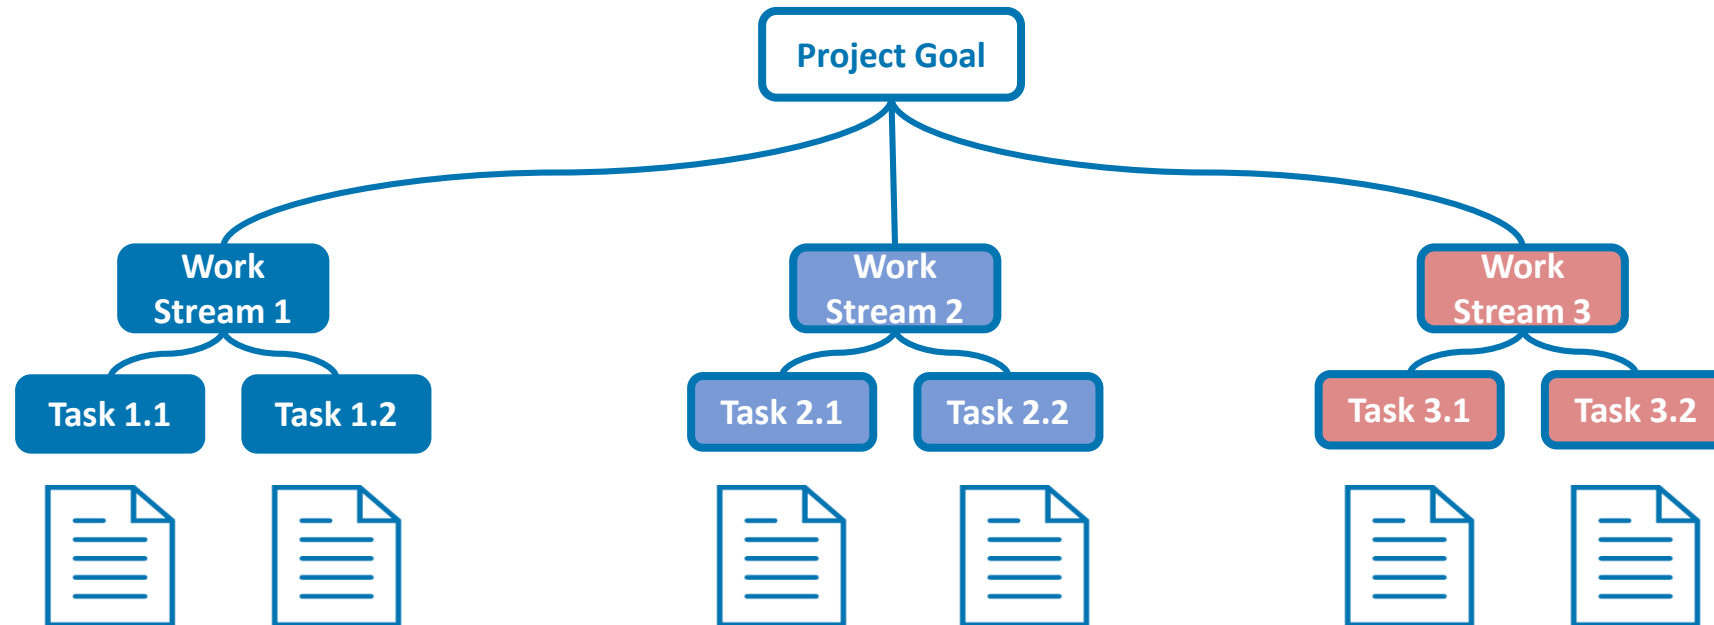 Project Goal
Work
Stream 1
Work
Stream 2
Work
Stream 3
Task 1.1
Task 1.2
Task 2.1
Task 2.2
Task 3.1
Task 3.2